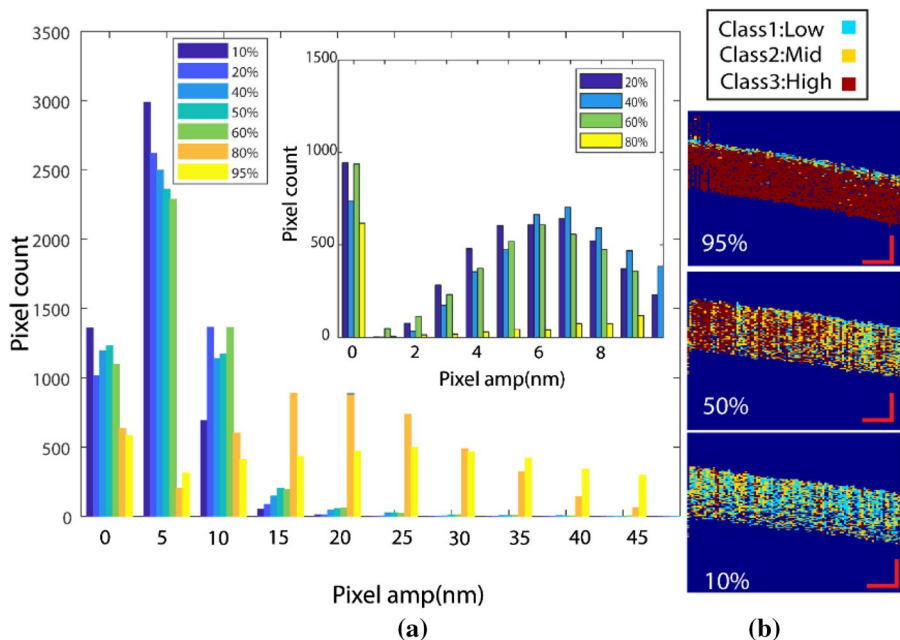 3500
3000
2500
2000
1500
1000
500
0
Pixel count
0 5 10 15 20 25 30 35 40 45
Pixel amp(nm)
10%
20%
40%
50%
60%
80%
95%
1500
1000
500
0
Pixel count
0 2 4 6 8
Pixel amp(nm)
20%
40%
60%
80%
(a)
Class1:Low
Class2:Mid
Class3:High
95%
50%
10%
(b)